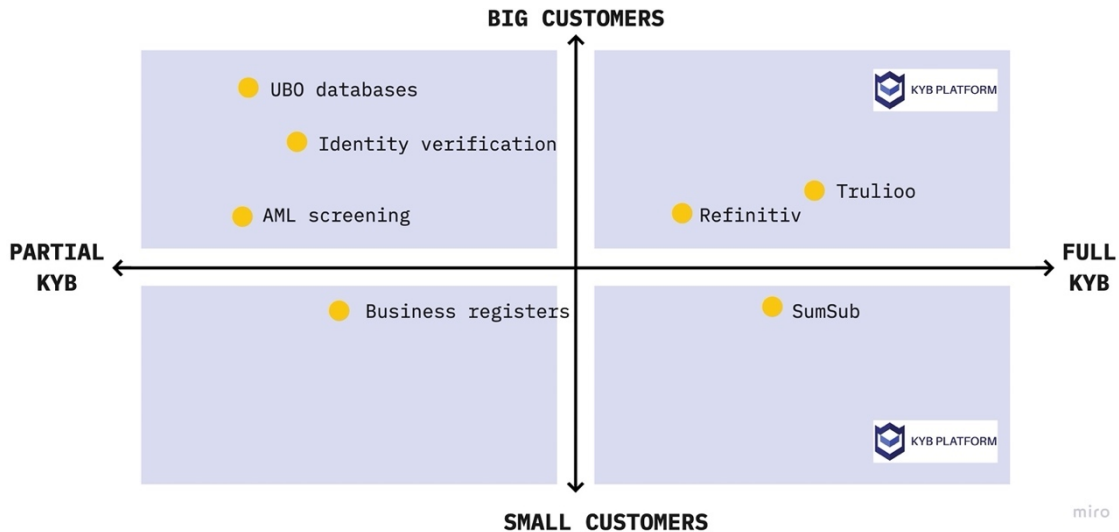 BIG CUSTOMERS
UBO databases
KYB PLATFORM
Identity verification
Trulioo
AML screening
Refinitiv
PARTIAL
KYB
FULL
KYB
Business registers
SumSub
KYB PLATFORM
SMALL CUSTOMERS
miro